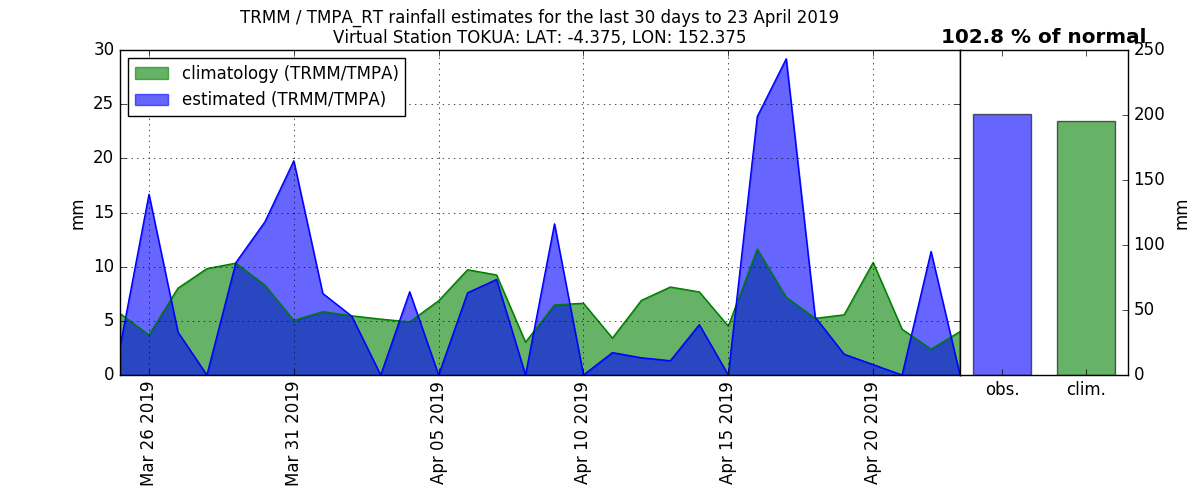 TRMM / TMPA_RT rainfall estimates for the last 30 days to 23 April 2019
Virtual Station TOKUA: LAT: -4.375, LON: 152.375
102.8 % of normal
climatology (TRMM/TMPA)
estimated (TRMM/TMPA)
30
25
20
15
10
5
0
mm
Mar 26 2019
Mar 31 2019
Apr 05 2019
Apr 10 2019
Apr 15 2019
Apr 20 2019
250
200
150
100
50
0
mm
obs.
clim.